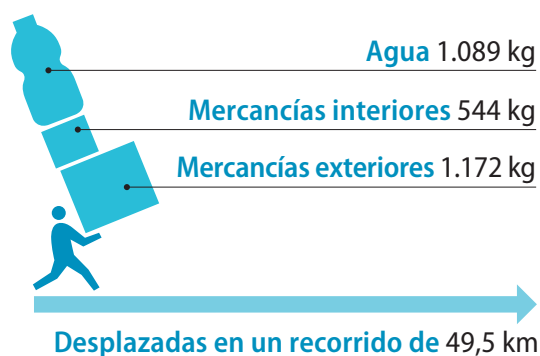 Agua 1.089 kg
Mercancías interiores 544 kg
Mercancías exteriores 1.172 kg
Desplazadas en un recorrido de 49,5 km